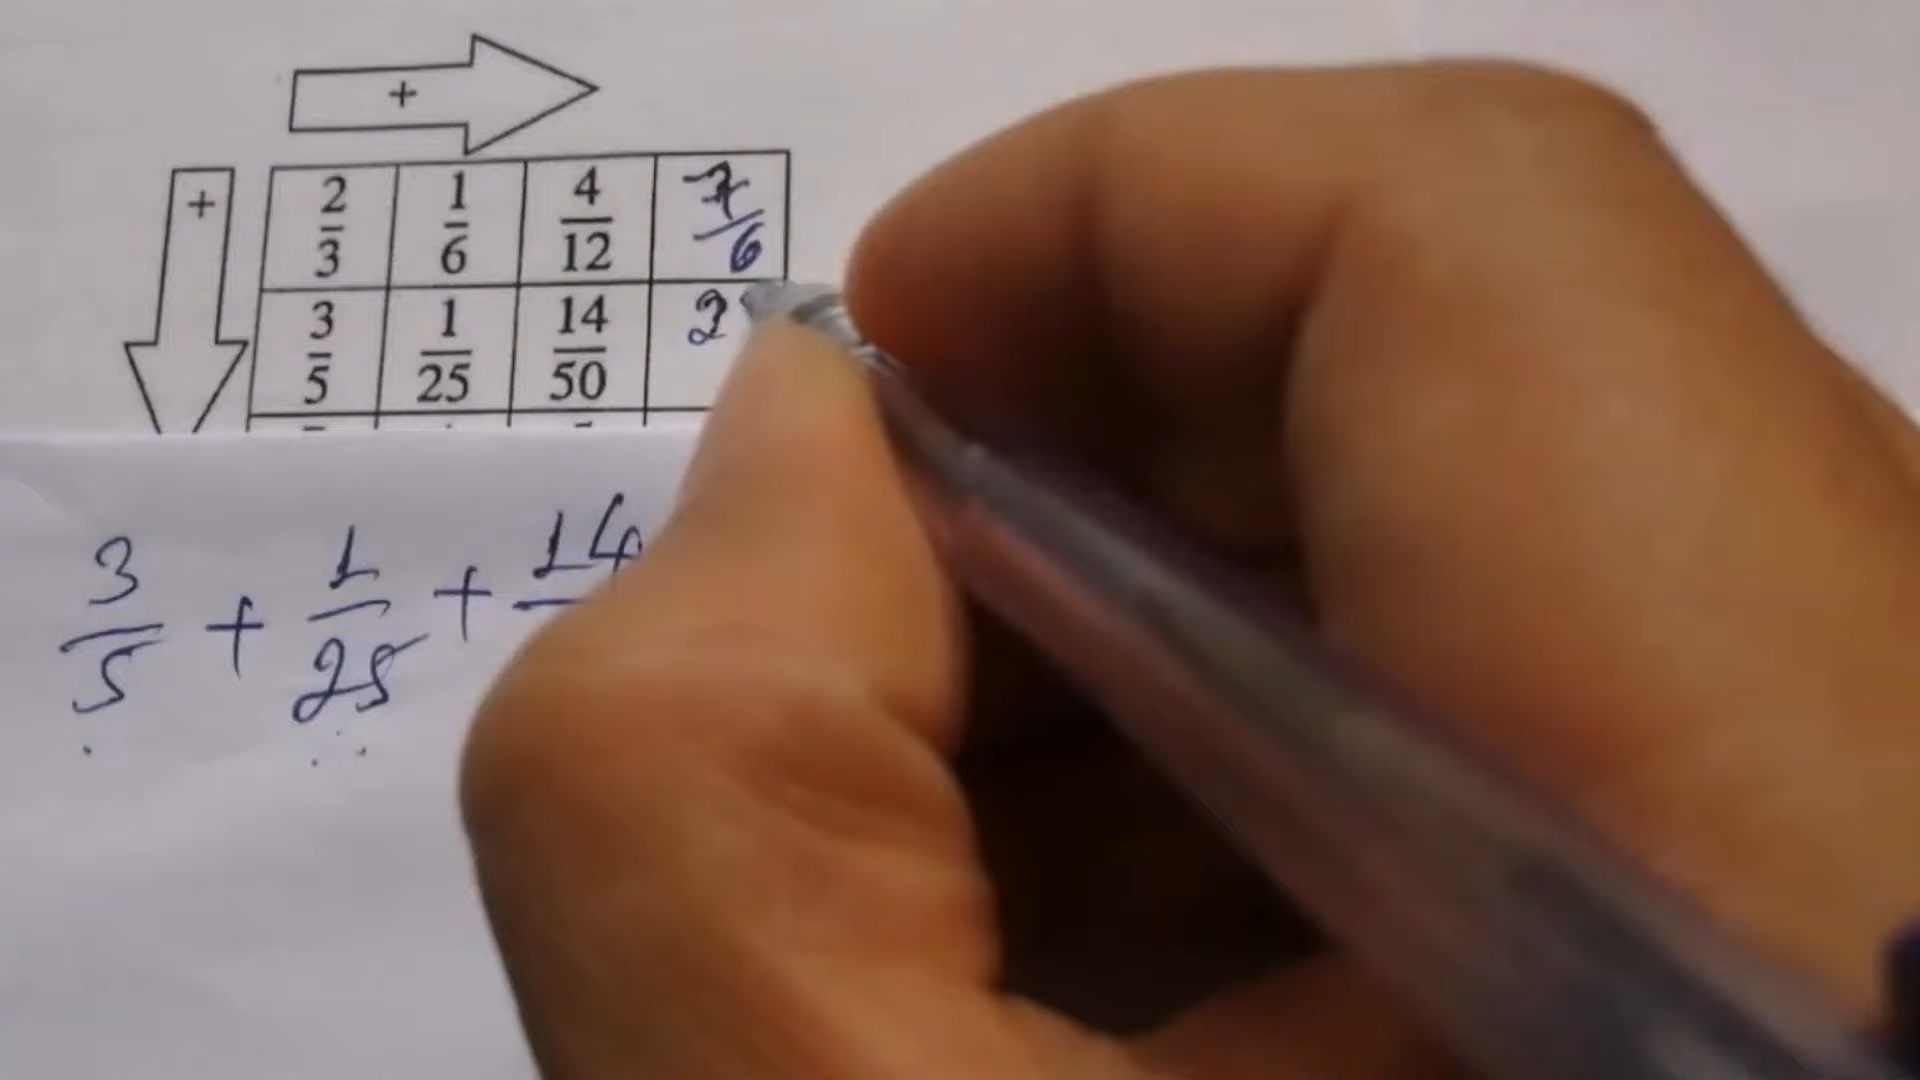 +
+ 2/3 1/6 4/12 7/6
3/5 1/25 14/50 2
3/5 + 1/25 + 14